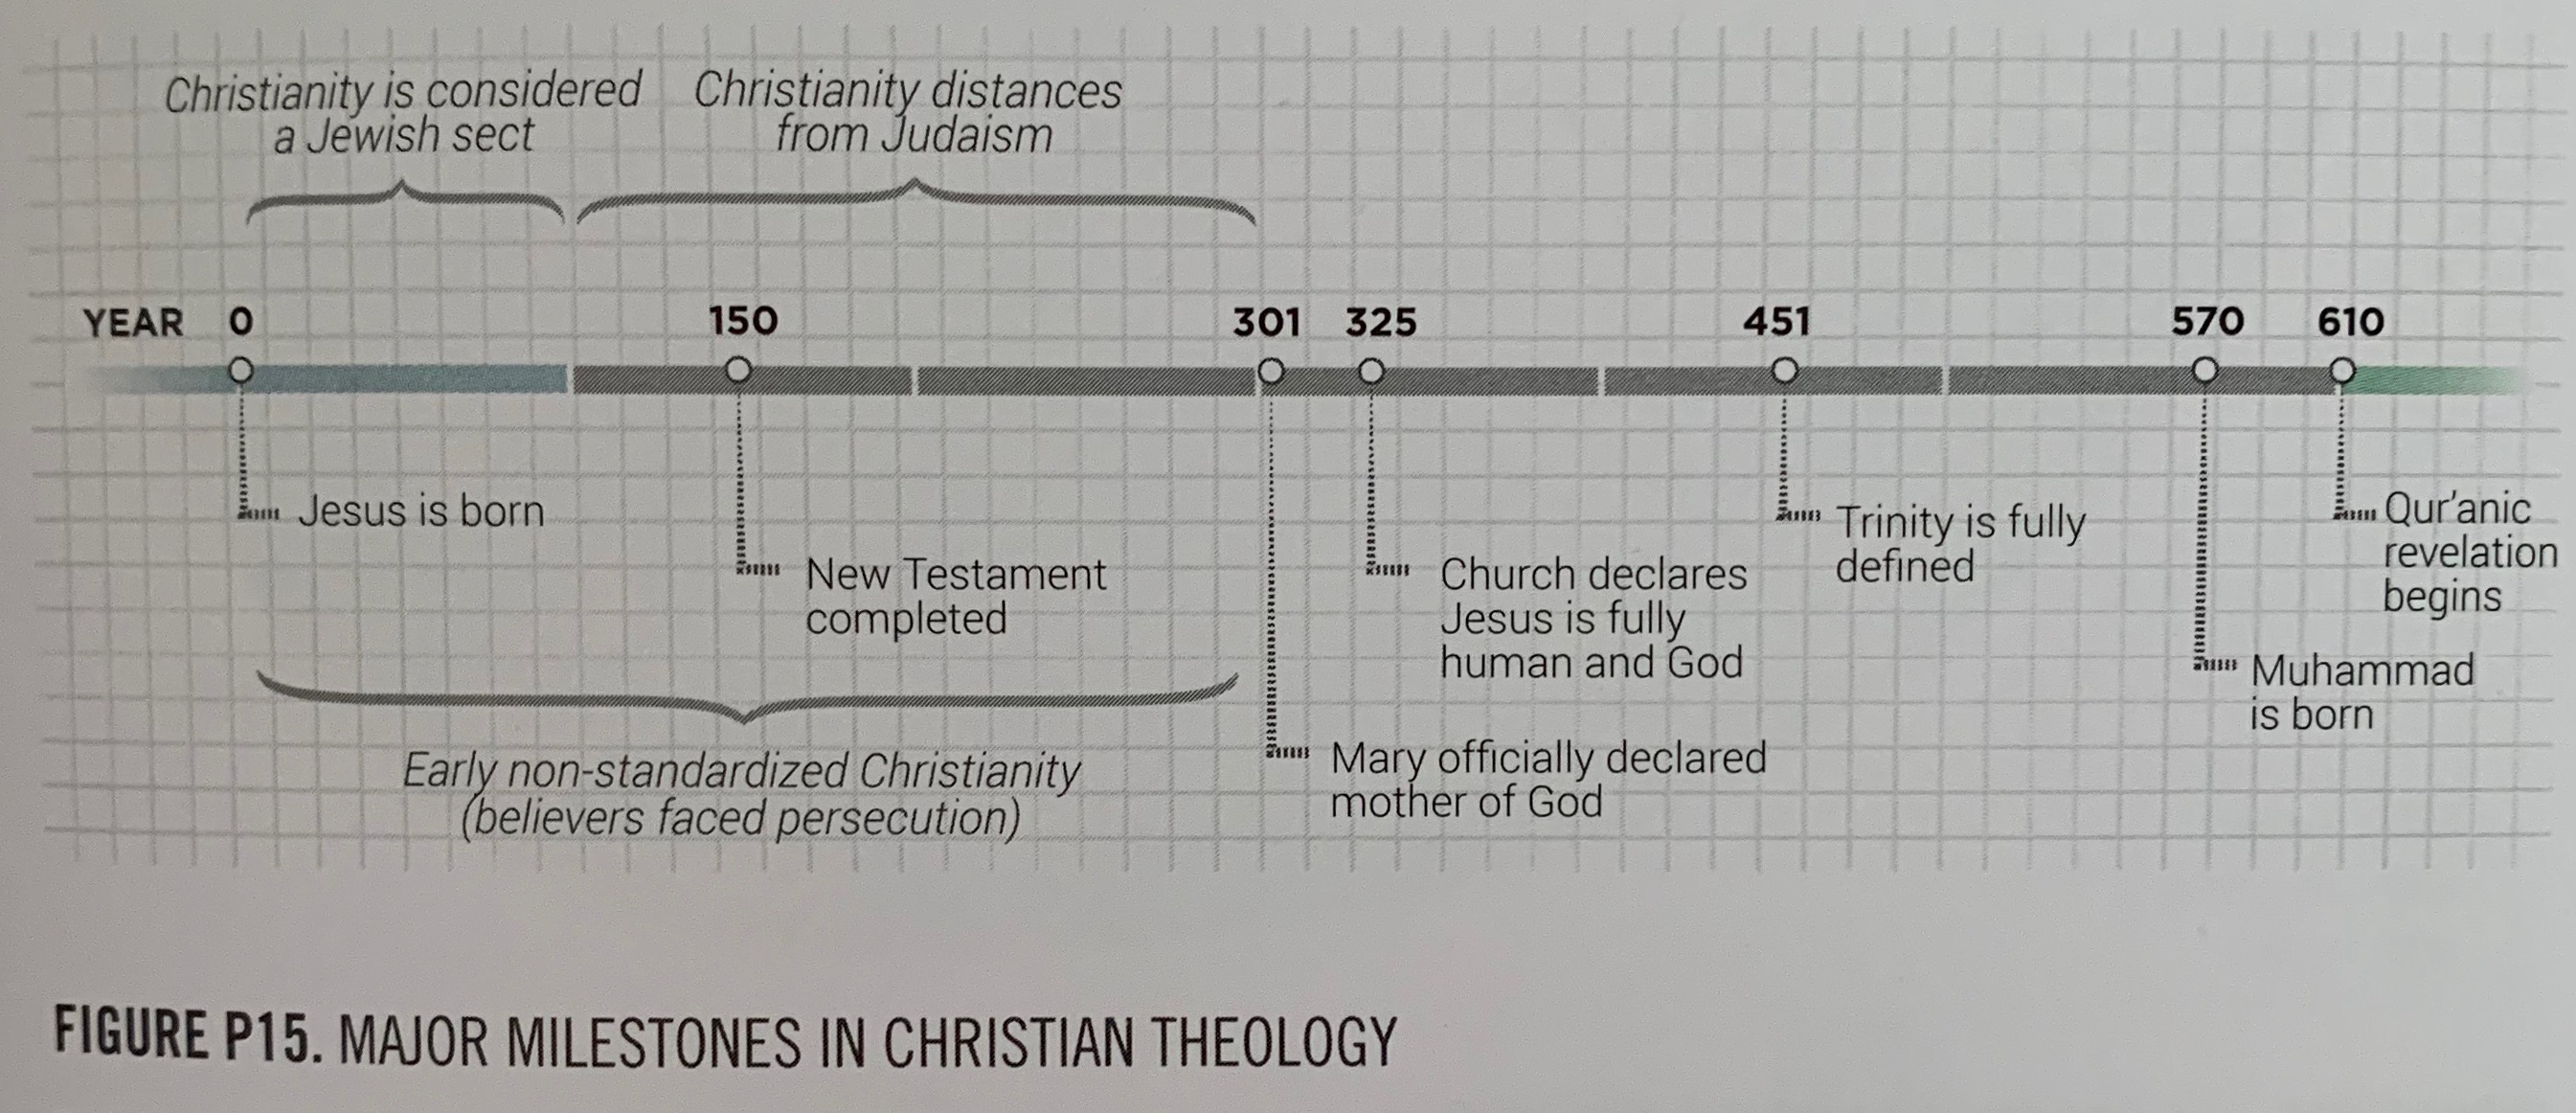 Christianity is considered
a Jewish sect
Christianity distances
from Judaism
YEAR 0 150 301 325 451 570 610
Jesus is born
New Testament
completed
Church declares
Jesus is fully
human and God
Trinity is fully
defined
Qur'anic
revelation
begins
Muhammad
is born
Mary officially declared
mother of God
Early non-standardized Christianity
(believers faced persecution)
FIGURE P15. MAJOR MILESTONES IN CHRISTIAN THEOLOGY